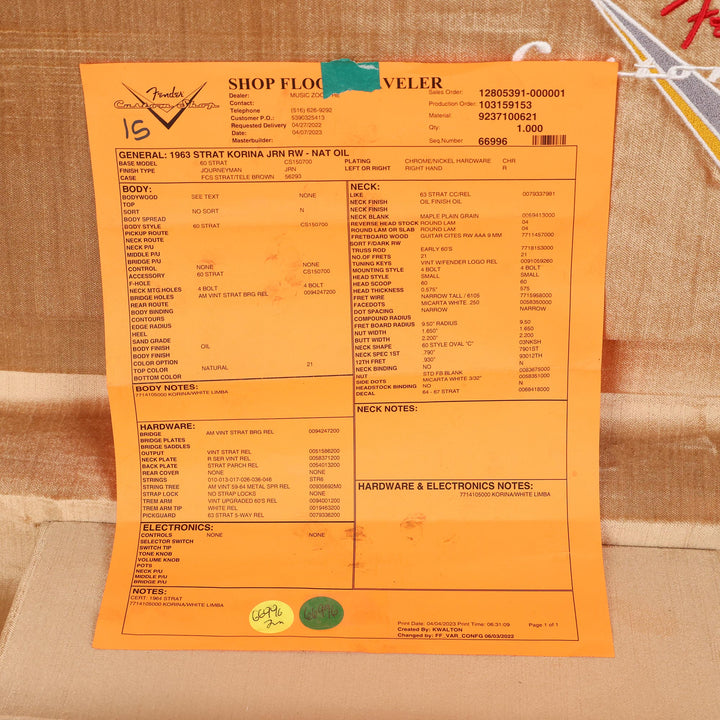 Fender
Custom Shop
SHOP FLOO VELER
Dealer: MUSIC ZOO
Contact:
Telephone (516) 626-9292
Customer P.O.: 5390325413
Requested Delivery 04/27/2022
Date: 04/07/2023
Masterbuilder:
Sales Order: 12805391-000001
Production Order: 103159153
Material: 9237100621
Qty: 1.000
Seq.Number: 66996
GENERAL: 1963 STRAT KORINA JRN RW - NAT OIL
BASE MODEL 60 STRAT CS150700 PLATING CHROME/NICKEL HARDWARE CHR
FINISH TYPE JOURNEYMAN JRN LEFT OR RIGHT RIGHT HAND R
CASE FCS STRAT/TELE BROWN 56293
BODY:
BODYWOOD SEE TEXT NONE
TOP
SORT NO SORT N
BODY SPREAD
BODY STYLE 60 STRAT CS150700
PICKUP ROUTE
NECK ROUTE
NECK P/U
MIDDLE P/U
BRIDGE P/U
CONTROL NONE NONE
ACCESSORY 60 STRAT CS150700
F-HOLE
NECK MTG.HOLES 4 BOLT 4 BOLT
BRIDGE HOLES AM VINT STRAT BRG REL 0094247200
REAR ROUTE
BODY BINDING
CONTOURS
EDGE RADIUS
HEEL
SAND GRADE
BODY FINISH OIL
BODY FINISH
COLOR OPTION
TOP COLOR NATURAL 21
BOTTOM COLOR
BODY NOTES:
7714105000 KORINA/WHITE LIMBA
HARDWARE:
BRIDGE AM VINT STRAT BRG REL 0094247200
BRIDGE PLATES
BRIDGE SADDLES
OUTPUT VINT STRAT REL 0051586200
NECK PLATE R SER VINT REL 0058371200
BACK PLATE STRAT PARCH REL 0054013200
REAR COVER NONE NONE
STRINGS 010-013-017-026-036-046 STR6
STRING TREE AM VINT 59-64 METAL SPR REL 00935692M0
STRAP LOCK NO STRAP LOCKS NONE
TREM ARM VINT UPGRADED 60'S REL 0094001200
TREM ARM TIP WHITE REL 0019463200
PICKGUARD 63 STRAT 5-WAY REL 0079338200
ELECTRONICS:
CONTROLS NONE NONE
SELECTOR SWITCH
SWITCH TIP
TONE KNOB
VOLUME KNOB
POTS
NECK P/U
MIDDLE P/U
BRIDGE P/U
NECK:
LIKE 63 STRAT CC/REL 0079337981
NECK FINISH OIL FINISH OIL
NECK FINISH
NECK BLANK MAPLE PLAIN GRAIN 0069413000
REVERSE HEAD STOCK ROUND LAM 04
ROUND LAM OR SLAB ROUND LAM 04
FRETBOARD WOOD GUITAR CITES RW AAA 9 MM 7711457000
SORT F/DARK RW
TRUSS ROD EARLY 60'S 7718153000
NO.OF FRETS 21 21
TUNING KEYS VINT W/FENDER LOGO REL 0091059260
MOUNTING STYLE 4 BOLT 4 BOLT
HEAD STYLE SMALL SMALL
HEAD SCOOP 60 60
HEAD THICKNESS 0.575" 575
FRET WIRE NARROW TALL / 6105 7715958000
FACEDOTS MICARTA WHITE .250 0058350000
DOT SPACING NARROW NARROW
COMPOUND RADIUS
FRET BOARD RADIUS 9.50" RADIUS 9.50
NUT WIDTH 1.650" 1.650
BUTT WIDTH 2.200" 2.200
NECK SHAPE 60 STYLE OVAL "C" 03NKSH
NECK SPEC 1ST .790" 7901ST
12TH FRET .930" 93012TH
NECK BINDING NO N
NUT STD FB BLANK 0083675000
SIDE DOTS MICARTA WHITE 3/32" 0058351000
HEADSTOCK BINDING NO N
DECAL 64 - 67 STRAT 0068418000
NECK NOTES:
HARDWARE & ELECTRONICS NOTES:
7714105000 KORINA/WHITE LIMBA
NOTES:
CERT: 1964 STRAT
7714105000 KORINA/WHITE LIMBA
66996
66996
Print Date: 04/04/2023 Print Time: 06:31:09 Page 1 of 1
Created By: KWALTON
Changed by: FF_VAR_CONFG 06/03/2022